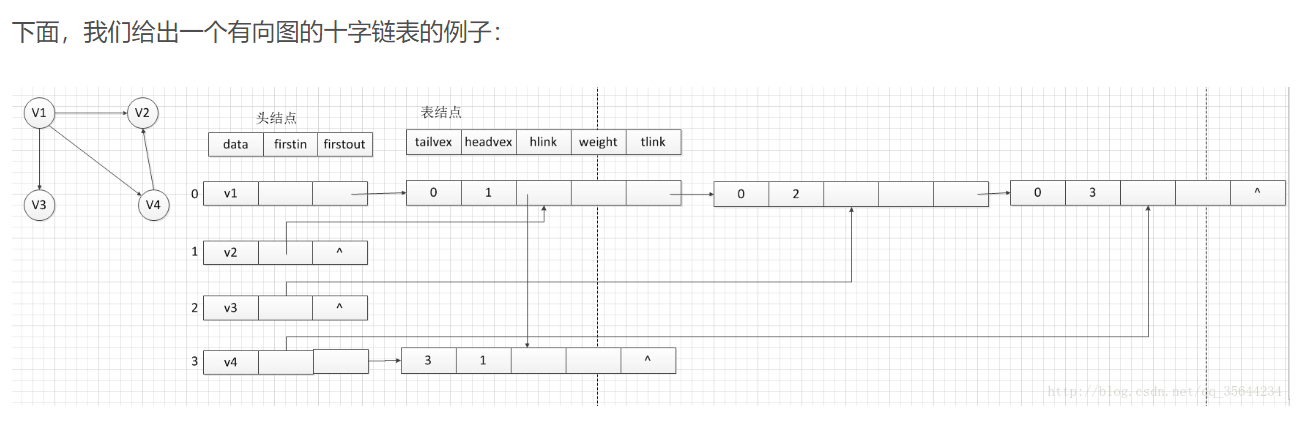 下面，我们给出一个有向图的十字链表的例子：
V1 V2
V3 V4
头结点
data firstin firstout
表结点
tailvex headvex hlink weight tlink
0 v1 0 1 0 2 0 3 ^
1 v2 ^
2 v3 ^
3 v4 3 1 ^
http://blog.csdn.net/qq_35644234